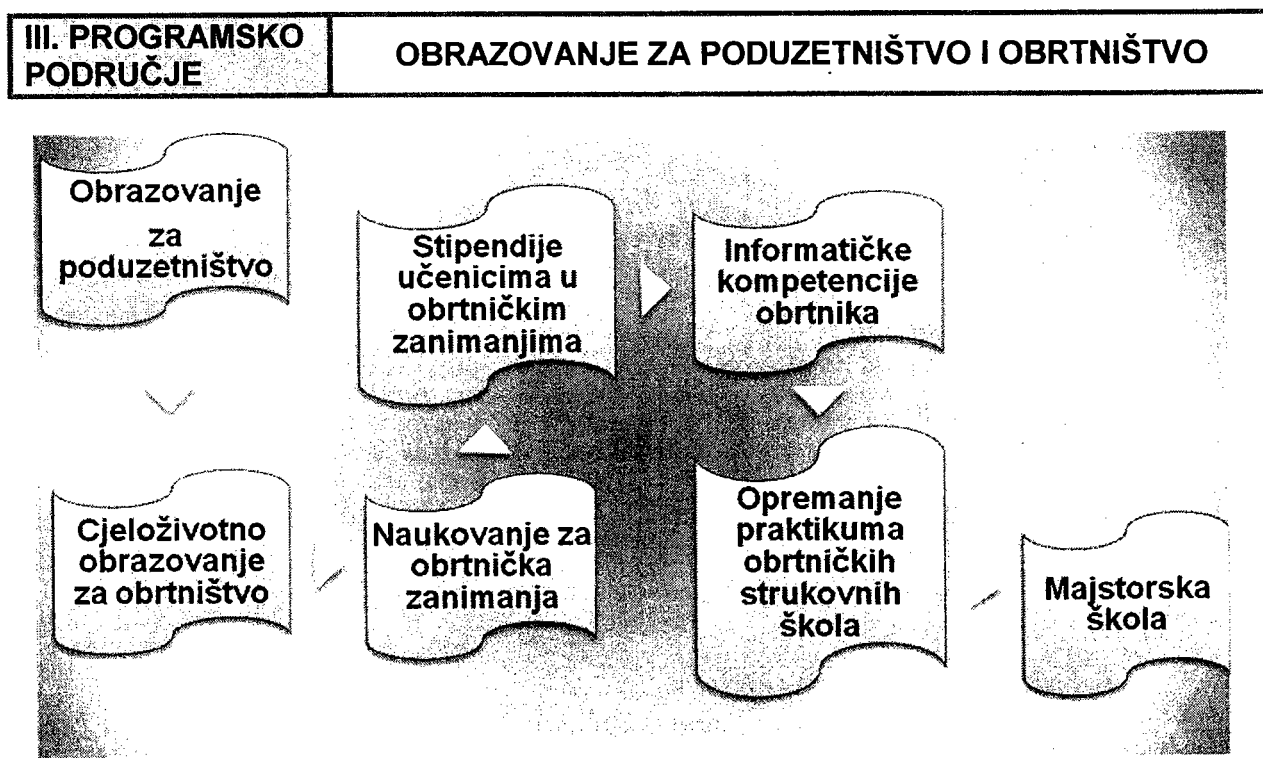 III. PROGRAMSKO
PODRUČJE
OBRAZOVANJE ZA PODUZETNIŠTVO I OBRTNIŠTVO
Obrazovanje
za
poduzetništvo
Cjeloživotno
obrazovanje
za obrtništvo
Naukovanje za
obrtnička
zanimanja
Stipendije
učenicima u
obrtničkim
zanimanjima
Informatičke
kompetencije
obrtnika
Opremanje
praktikuma
obrtničkih
strukovnih
škola
Majstorska
škola